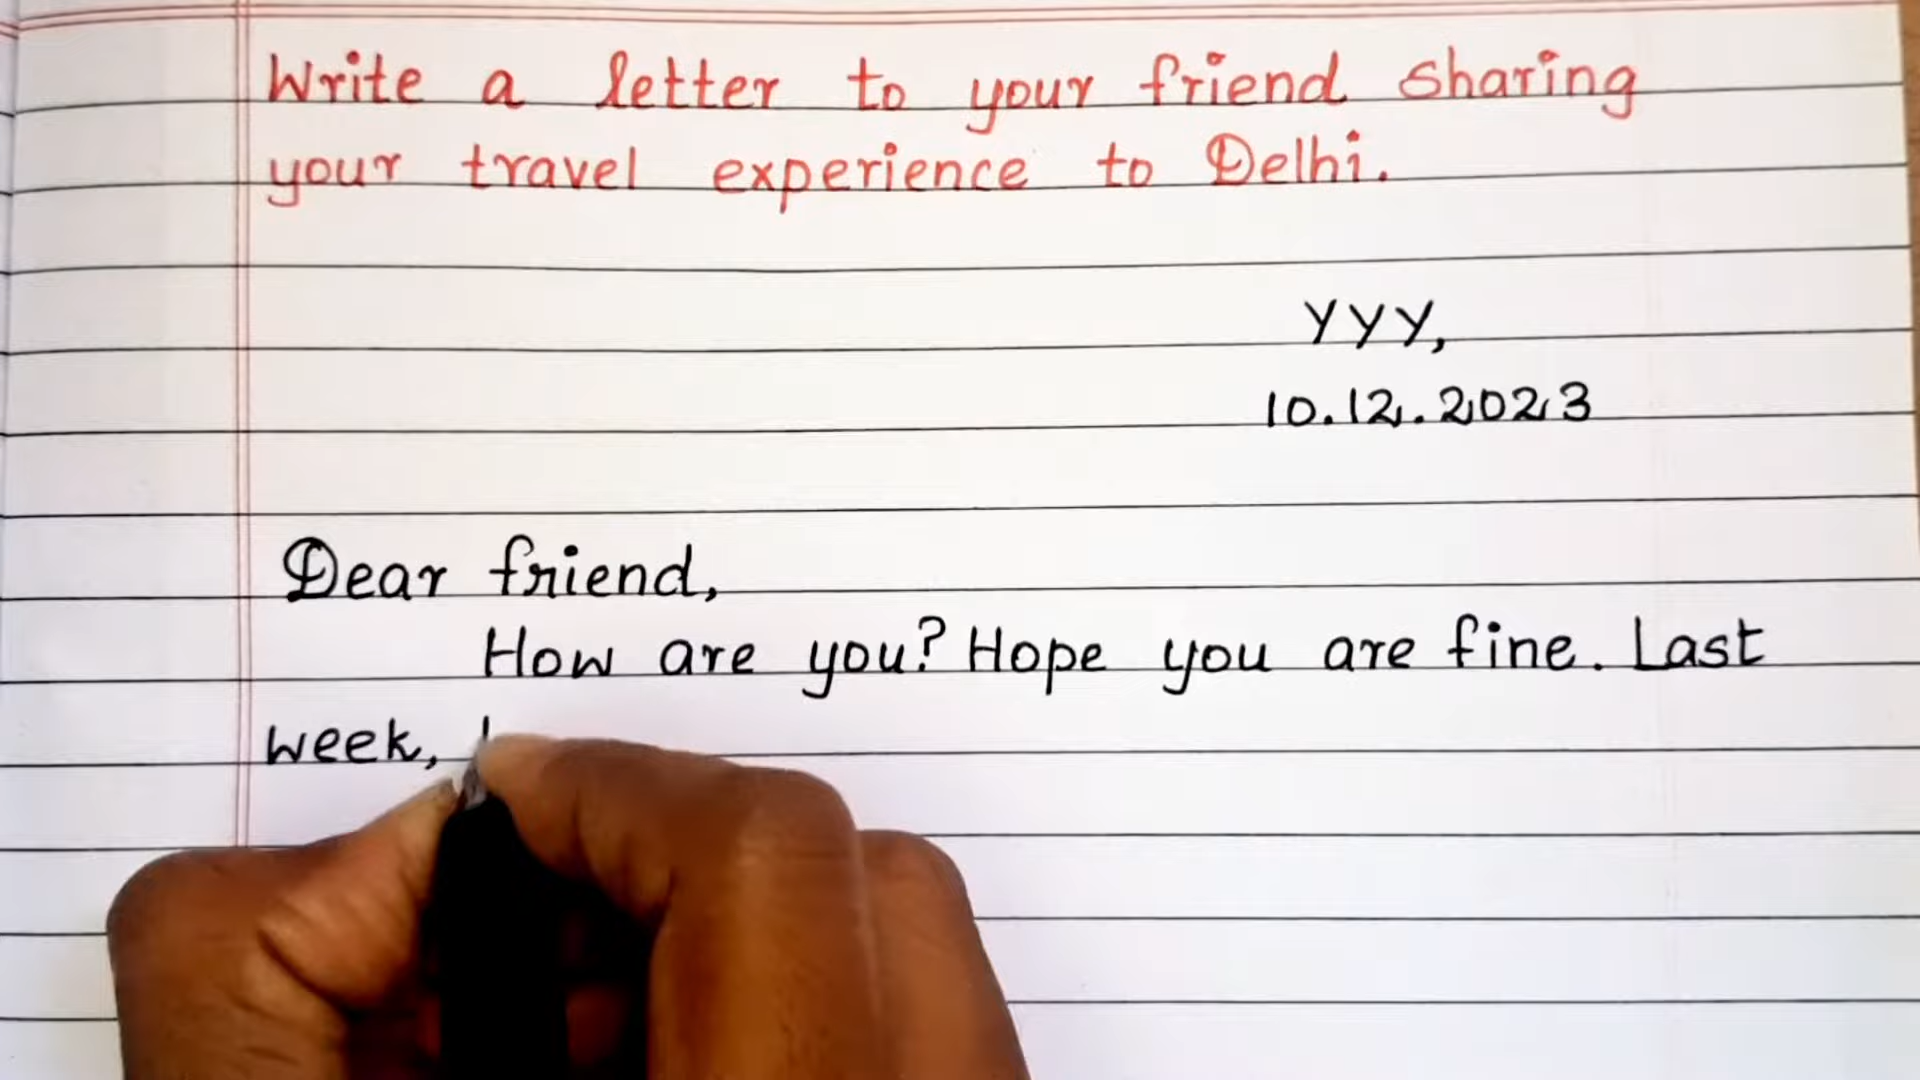 Write a letter to your friend sharing
your travel experience to Delhi.
YYY,
10.12.2023
Dear friend,
How are you? Hope you are fine. Last
week,